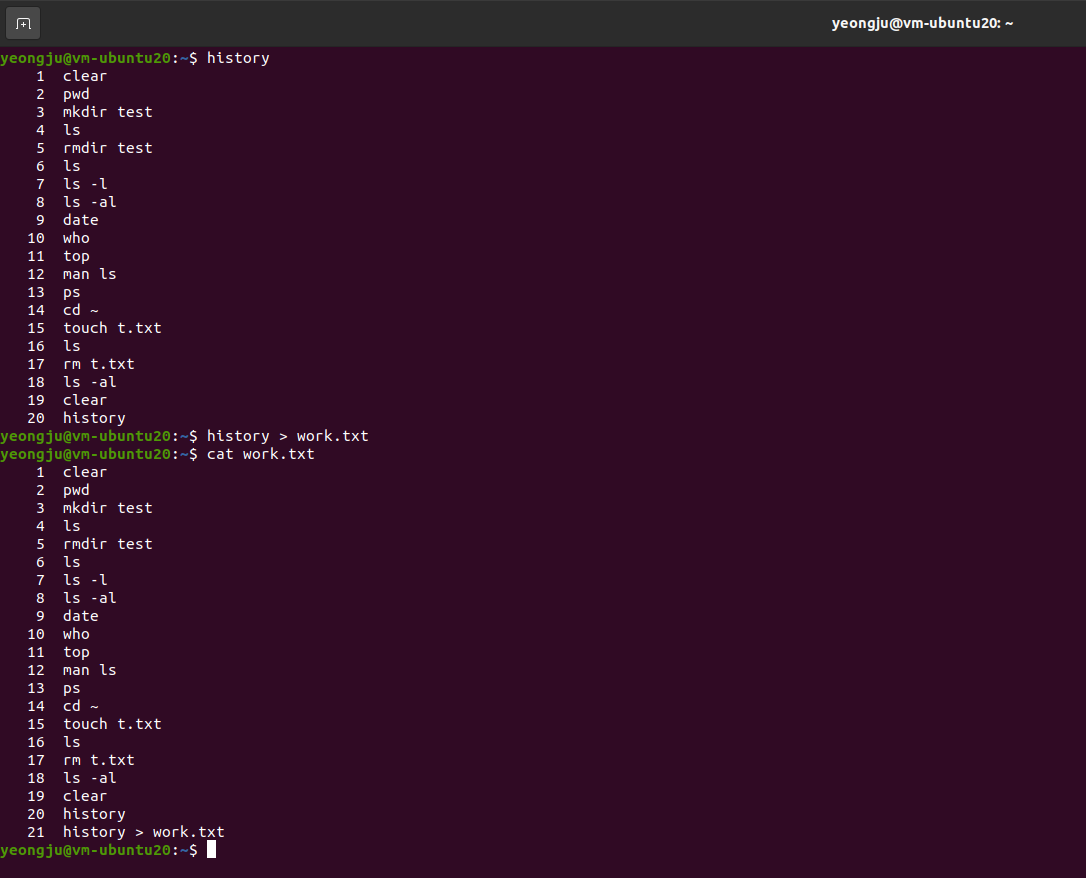 yeongju@vm-ubuntu20: ~
yeongju@vm-ubuntu20:~$ history
    1  clear
    2  pwd
    3  mkdir test
    4  ls
    5  rmdir test
    6  ls
    7  ls -l
    8  ls -al
    9  date
   10  who
   11  top
   12  man ls
   13  ps
   14  cd ~
   15  touch t.txt
   16  ls
   17  rm t.txt
   18  ls -al
   19  clear
   20  history
yeongju@vm-ubuntu20:~$ history > work.txt
yeongju@vm-ubuntu20:~$ cat work.txt
    1  clear
    2  pwd
    3  mkdir test
    4  ls
    5  rmdir test
    6  ls
    7  ls -l
    8  ls -al
    9  date
   10  who
   11  top
   12  man ls
   13  ps
   14  cd ~
   15  touch t.txt
   16  ls
   17  rm t.txt
   18  ls -al
   19  clear
   20  history
   21  history > work.txt
yeongju@vm-ubuntu20:~$